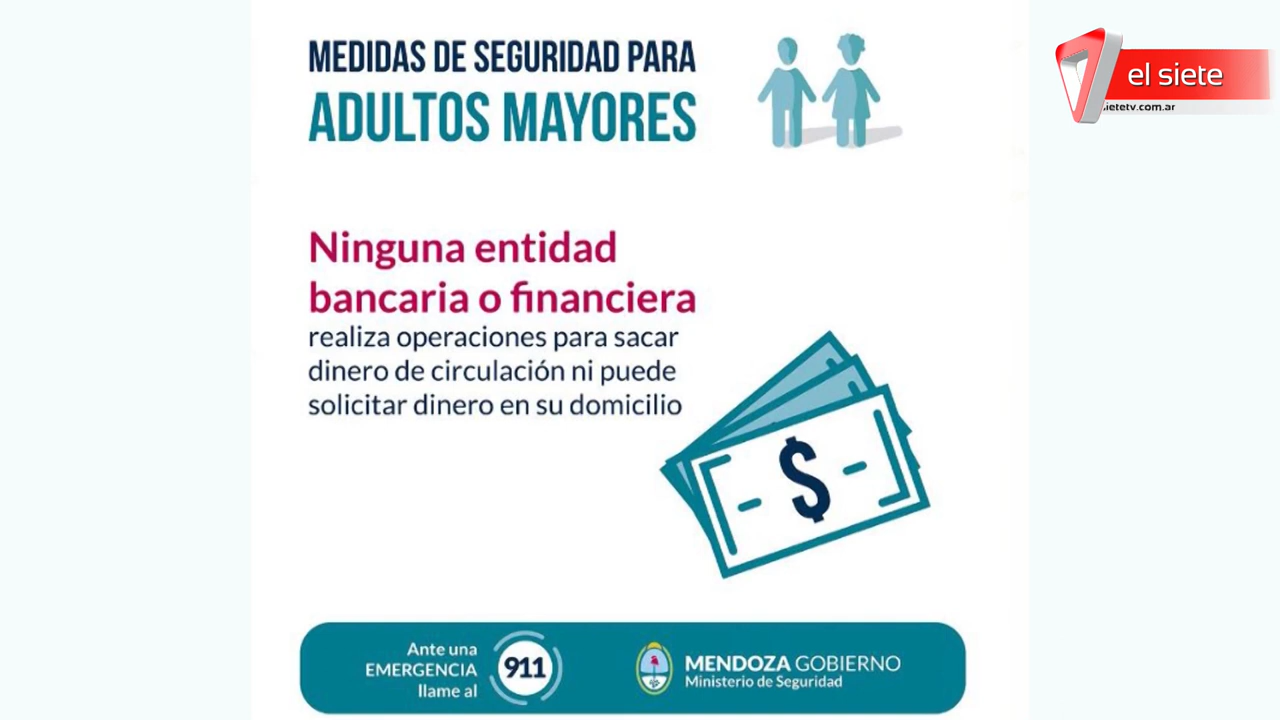 MEDIDAS DE SEGURIDAD PARA
ADULTOS MAYORES
7
el siete
sietetv.com.ar
Ninguna entidad
bancaria o financiera
realiza operaciones para sacar
dinero de circulación ni puede
solicitar dinero en su domicilio
$
Ante una
EMERGENCIA
llame al
911
MENDOZA GOBIERNO
Ministerio de Seguridad